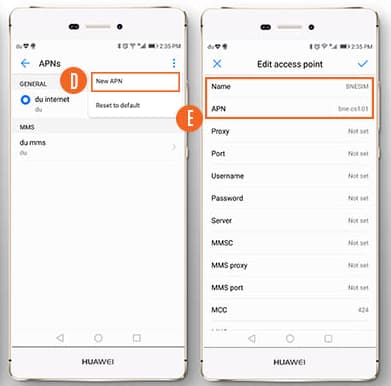 du 2:35 PM
APNs
D
New APN
GENERAL
du internet
du
Reset to default
MMS
du mms
du
HUAWEI
du 2:35 PM
Edit access point
E
Name BNESIM
APN bne.cs1.01
Proxy Not set
Port Not set
Username Not set
Password Not set
Server Not set
MMSC Not set
MMS proxy Not set
MMS port Not set
MCC 424
HUAWEI